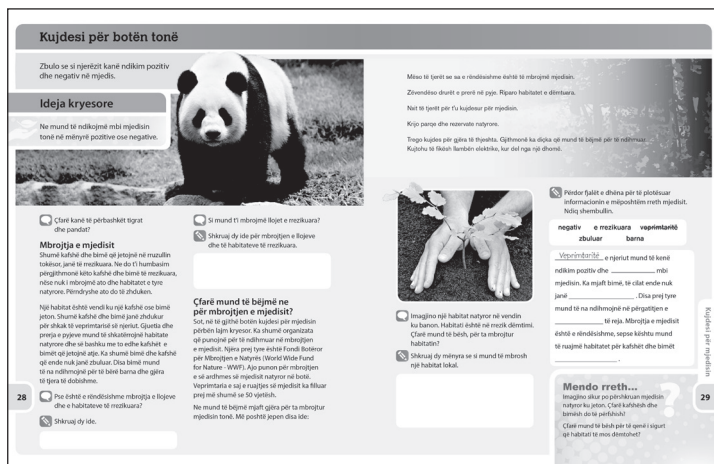 Kujdesi për botën tonë
Zbulo se si njerëzit kanë ndikim pozitiv
dhe negativ në mjedis.
Ideja kryesore
Ne mund të ndikojmë mbi mjedisin
tonë në mënyrë pozitive ose negative.
Çfarë kanë të përbashkët tigrat
dhe pandat?
Mbrojtja e mjedisit
Shumë kafshë dhe bimë që jetojnë në rruzullin
tokësor, janë të rrezikuara. Ne do t'i humbasim
përgjithmonë këto kafshë dhe bimë të rrezikuara,
nëse nuk i mbrojmë ato dhe habitatet e tyre
natyrore. Përndryshe ato do të zhduken.
Një habitat është vendi ku një kafshë ose bimë
jeton. Shumë kafshë dhe bimë janë zhdukur
për shkak të veprimtarisë së njeriut. Gjuetia dhe
prerja e pyjeve mund të shkatërrojnë habitate
natyrore dhe së bashku me to edhe kafshët e
bimët që jetojnë atje. Ka shumë bimë dhe kafshë
që ende nuk janë zbuluar. Disa bimë mund
të na ndihmojnë për të bërë barna dhe gjëra
të tjera të dobishme.
Pse është e rëndësishme mbrojtja e llojeve
dhe e habitateve të rrezikuara?
Shkruaj dy ide.
28
Si mund t'i mbrojmë llojet e rrezikuara?
Shkruaj dy ide për mbrojtjen e llojeve
dhe të habitateve të rrezikuara.
Çfarë mund të bëjmë ne
për mbrojtjen e mjedisit?
Sot, në të gjithë botën kujdesi për mjedisin
përbën lajm kryesor. Ka shumë organizata
që punojnë për të ndihmuar në mbrojtjen
e mjedisit. Njëra prej tyre është Fondi Botëror
për Mbrojtjen e Natyrës (World Wide Fund
for Nature - WWF). Ajo punon për mbrojtjen
e së ardhmes së mjedisit natyror në botë.
Veprimtaria e saj e ruajtjes së mjedisit ka filluar
prej më shumë se 50 vjetësh.
Ne mund të bëjmë mjaft gjëra për ta mbrojtur
mjedisin tonë. Më poshtë jepen disa ide:
Mëso të tjerët se sa e rëndësishme është të mbrojmë mjedisin.
Zëvendëso drurët e prerë në pyje. Riparo habitatet e dëmtuara.
Nxit të tjerët për t'u kujdesur për mjedisin.
Krijo parqe dhe rezervate natyrore.
Trego kujdes për gjëra të thjeshta. Gjithmonë ka diçka që mund të bëjmë për të ndihmuar.
Kujtohu të fikësh llambën elektrike, kur del nga një dhomë.
Imagjino një habitat natyror në vendin
ku banon. Habitati është në rrezik dëmtimi.
Çfarë mund të bësh, për ta mbrojtur
habitatin?
Shkruaj mënyra se si mund të mbrosh
një habitat lokal.
Përdor fjalët e dhëna për të plotësuar
informacionin e mëposhtëm rreth mjedisit.
Ndiq shembullin.
negativ e rrezikuara veprimtaritë
zbuluar barna
Veprimtaritë e njeriut mund të kenë
ndikim pozitiv dhe ____________ mbi
mjedisin. Ka mjaft bimë, të cilat ende nuk
janë ____________. Disa prej tyre
mund të na ndihmojnë në përgatitjen e
____________ të reja. Mbrojtja e mjedisit
është e rëndësishme, sepse kështu mund
të ruajmë habitatet për kafshët dhe bimët
____________.
Mendo rreth...
?
Imagjino sikur po përshkruan mjedisin
natyror ku jeton. Çfarë kafshësh dhe
bimësh do të përfshish?
Çfarë mund të bësh për të qenë i sigurt
që habitati të mos dëmtohet?
Kujdesi për mjedisin
29